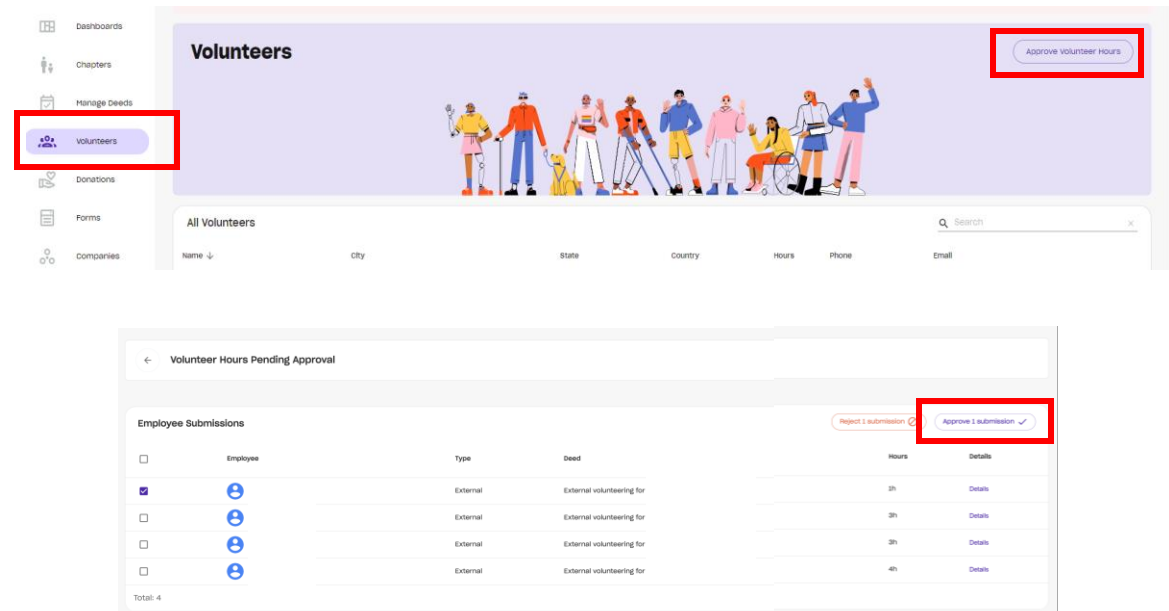 Dashboards
Chapters
Manage Deeds
Volunteers
Donations
Forms
Companies
Volunteers
Approve Volunteer Hours
All Volunteers
Search
Name City State Country Hours Phone Email
Volunteer Hours Pending Approval
Employee Submissions
Reject 1 submission Approve 1 submission
Employee Type Deed Hours Details
External External volunteering for 1h Details
External External volunteering for 3h Details
External External volunteering for 3h Details
External External volunteering for 4h Details
Total: 4